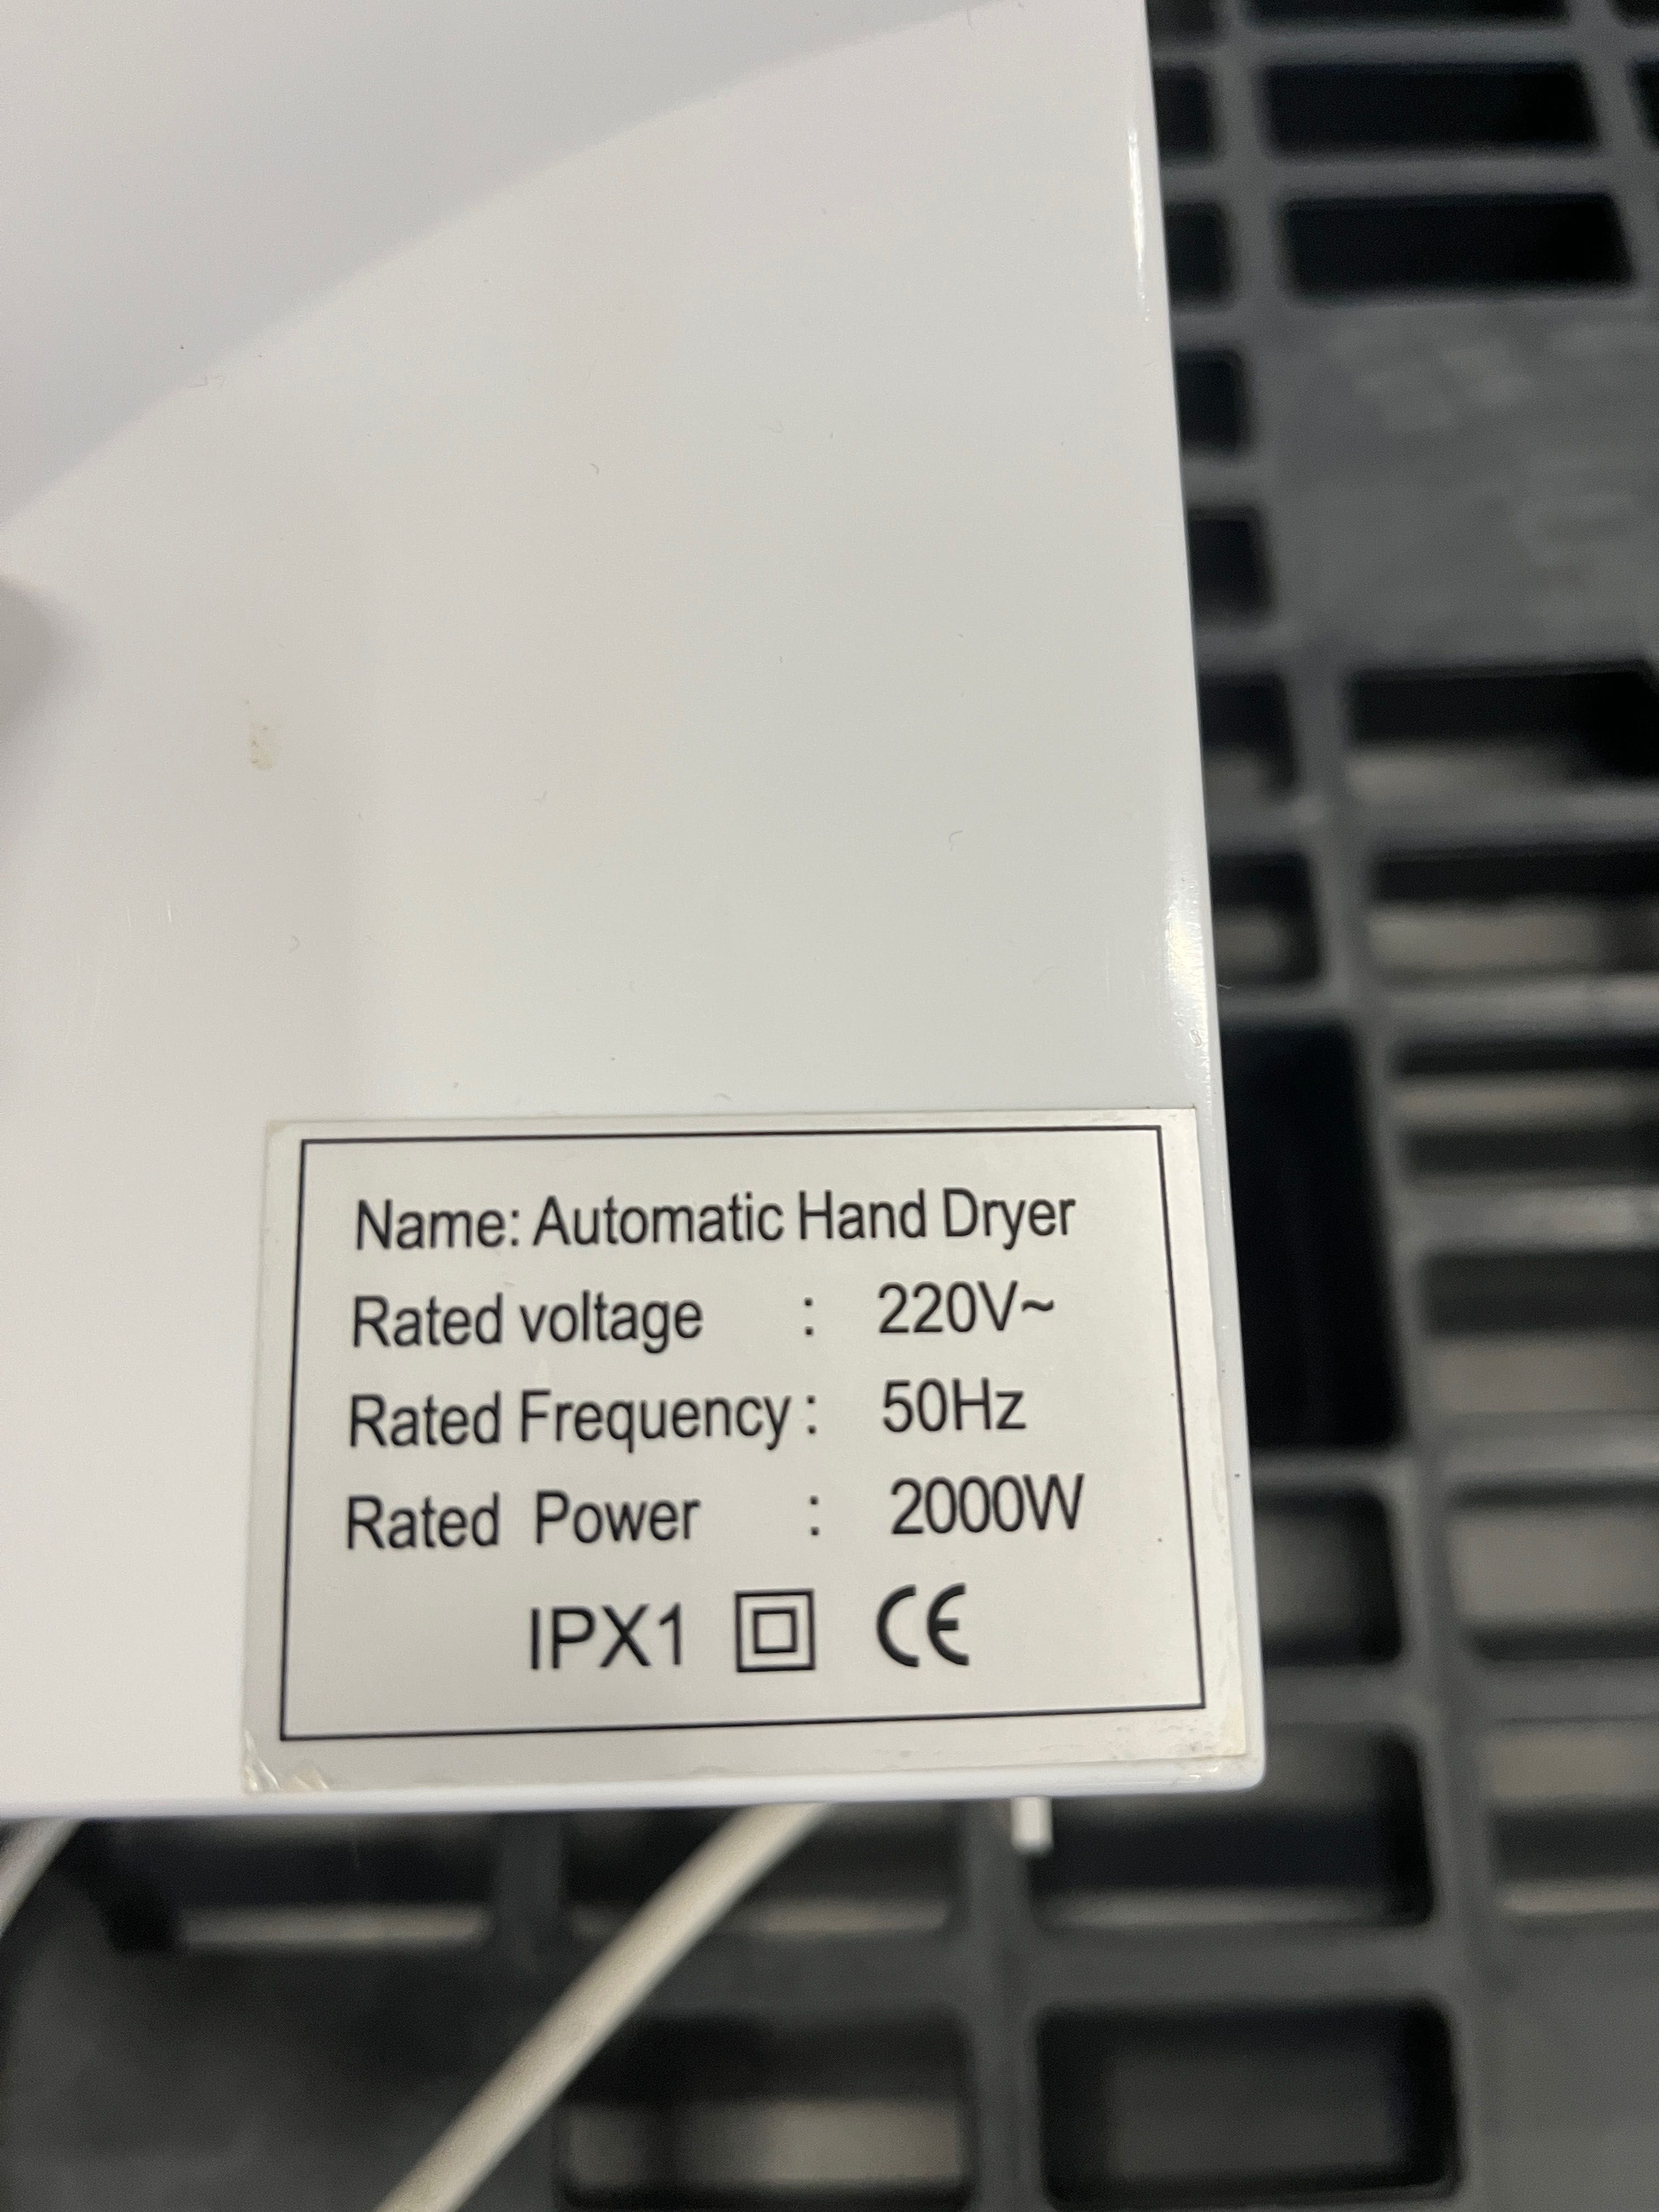 Name: Automatic Hand Dryer
Rated voltage : 220V~
Rated Frequency : 50Hz
Rated Power : 2000W
IPX1 CE